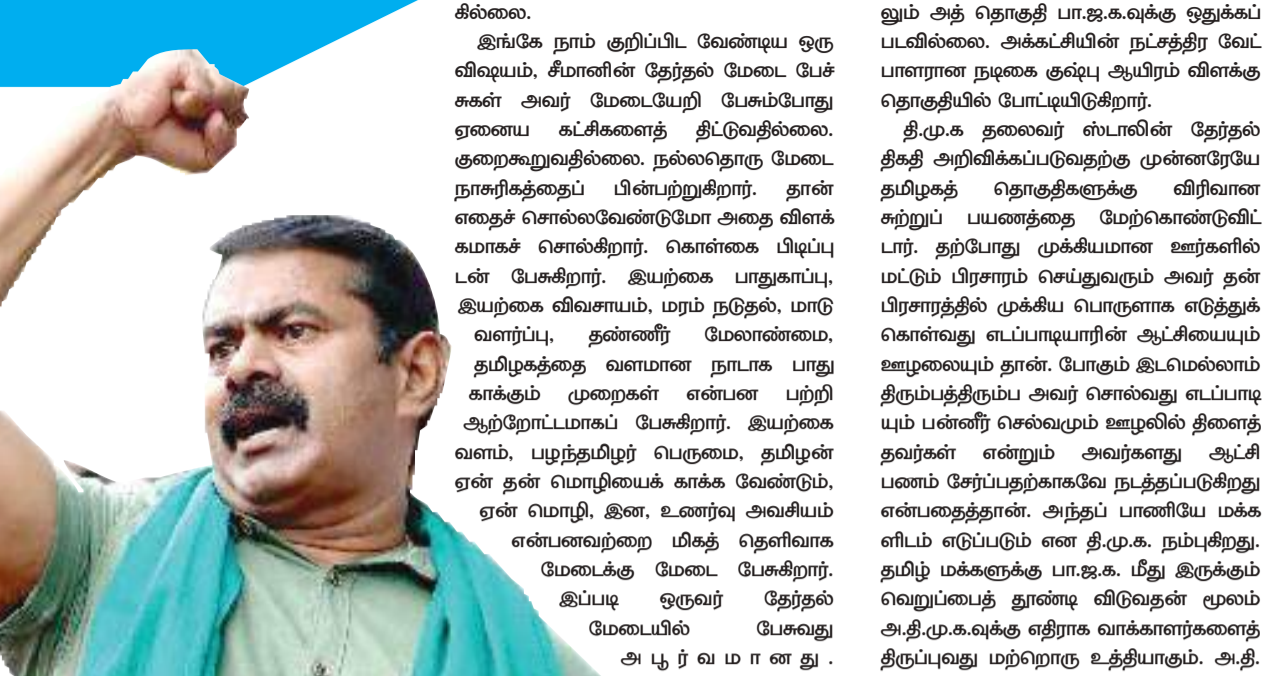 கில்லை.
இங்கே நாம் குறிப்பிட வேண்டிய ஒரு
விஷயம், சீமானின் தேர்தல் மேடை பேச்
சுகள் அவர் மேடையேறி பேசும்போது
ஏனைய கட்சிகளைத் திட்டுவதில்லை.
குறைகூறுவதில்லை. நல்லதொரு மேடை
நாசுரிகத்தைப் பின்பற்றுகிறார். தான்
எதைச் சொல்லவேண்டுமோ அதை விளக்
கமாகச் சொல்கிறார். கொள்கை பிடிப்பு
டன் பேசுகிறார். இயற்கை பாதுகாப்பு,
இயற்கை விவசாயம், மரம் நடுதல், மாடு
வளர்ப்பு, தண்ணீர் மேலாண்மை,
தமிழகத்தை வளமான நாடாக பாது
காக்கும் முறைகள் என்பன பற்றி
ஆற்றோட்டமாகப் பேசுகிறார். இயற்கை
வளம், பழந்தமிழர் பெருமை, தமிழன்
ஏன் தன் மொழியைக் காக்க வேண்டும்,
ஏன் மொழி, இன, உணர்வு அவசியம்
என்பனவற்றை மிகத் தெளிவாக
மேடைக்கு மேடை பேசுகிறார்.
இப்படி ஒருவர் தேர்தல்
மேடையில் பேசுவது
அபூர்வமானது.
லும் அத் தொகுதி பா.ஜ.க.வுக்கு ஒதுக்கப்
படவில்லை. அக்கட்சியின் நட்சத்திர வேட்
பாளரான நடிகை குஷ்பு ஆயிரம் விளக்கு
தொகுதியில் போட்டியிடுகிறார்.
தி.மு.க தலைவர் ஸ்டாலின் தேர்தல்
திகதி அறிவிக்கப்படுவதற்கு முன்னரேயே
தமிழகத் தொகுதிகளுக்கு விரிவான
சுற்றுப் பயணத்தை மேற்கொண்டுவிட்
டார். தற்போது முக்கியமான ஊர்களில்
மட்டும் பிரசாரம் செய்துவரும் அவர் தன்
பிரசாரத்தில் முக்கிய பொருளாக எடுத்துக்
கொள்வது எடப்பாடியாரின் ஆட்சியையும்
ஊழலையும் தான். போகும் இடமெல்லாம்
திரும்பத்திரும்ப அவர் சொல்வது எடப்பாடி
யும் பன்னீர் செல்வமும் ஊழலில் திளைத்
தவர்கள் என்றும் அவர்களது ஆட்சி
பணம் சேர்ப்பதற்காகவே நடத்தப்படுகிறது
என்பதைத்தான். அந்தப் பாணியே மக்க
ளிடம் எடுப்படும் என தி.மு.க. நம்புகிறது.
தமிழ் மக்களுக்கு பா.ஜ.க. மீது இருக்கும்
வெறுப்பைத் தூண்டி விடுவதன் மூலம்
அ.தி.மு.க.வுக்கு எதிராக வாக்காளர்களைத்
திருப்புவது மற்றொரு உத்தியாகும். அ.தி.